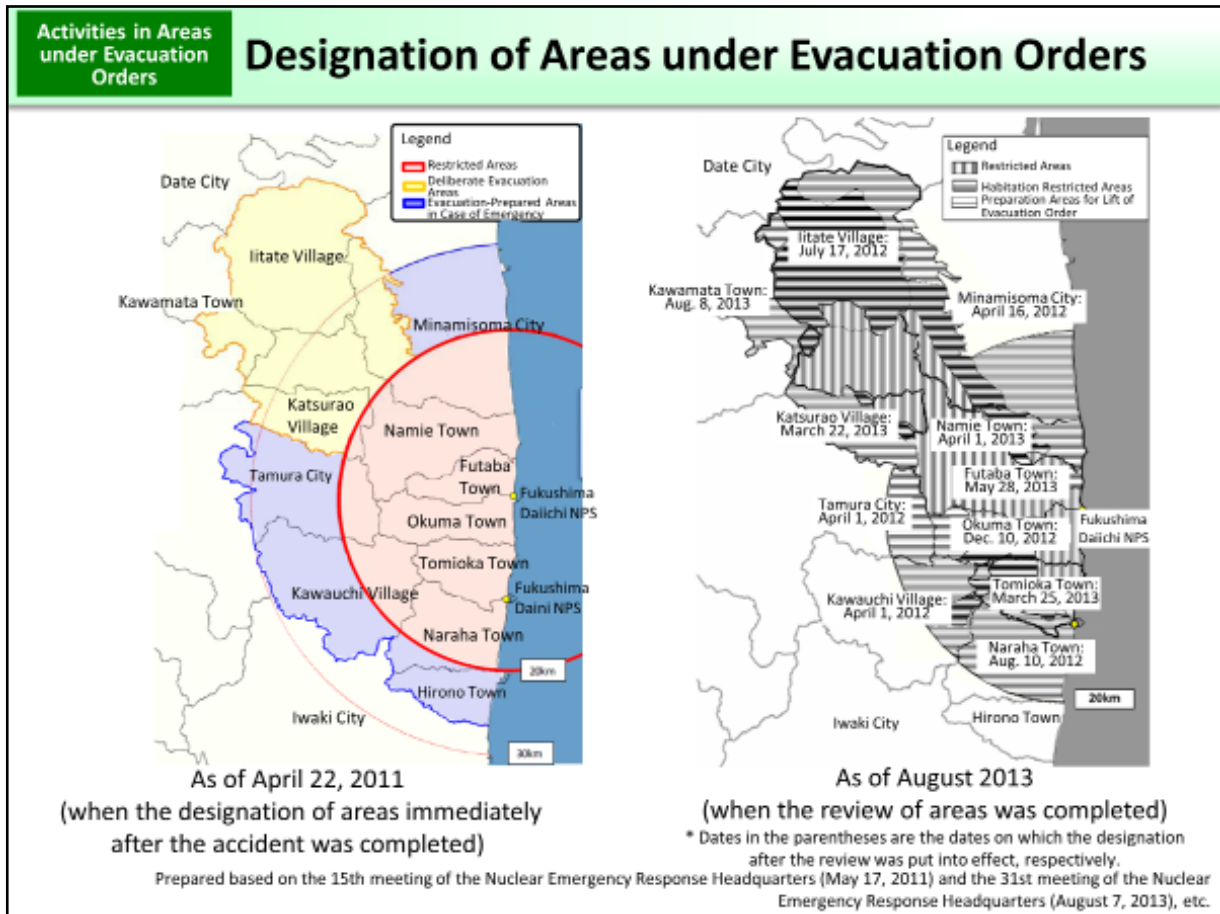 Activities in Areas
under Evacuation
Orders
Designation of Areas under Evacuation Orders
Legend
Restricted Areas
Deliberate Evacuation
Areas
Evacuation-Prepared Areas
in Case of Emergency
Date City
Iitate Village
Kawamata Town
Minamisoma City
Katsurao
Village
Namie Town
Tamura City
Futaba
Town
Fukushima
Daiichi NPS
Okuma Town
Tomioka Town
Kawauchi Village
Fukushima
Daini NPS
Naraha Town
20km
Hirono Town
Iwaki City
30km
As of April 22, 2011
(when the designation of areas immediately
after the accident was completed)
Legend
Restricted Areas
Habitation Restricted Areas
Preparation Areas for Lift of
Evacuation Order
Date City
Iitate Village:
July 17, 2012
Kawamata Town:
Aug. 8, 2013
Minamisoma City:
April 16, 2012
Katsurao Village:
March 22, 2013
Namie Town:
April 1, 2013
Futaba Town:
May 28, 2013
Tamura City:
April 1, 2012
Okuma Town:
Dec. 10, 2012
Fukushima
Daiichi NPS
Tomioka Town:
March 25, 2013
Kawauchi Village:
April 1, 2012
Naraha Town:
Aug. 10, 2012
20km
Iwaki City
Hirono Town
As of August 2013
(when the review of areas was completed)
* Dates in the parentheses are the dates on which the designation
after the review was put into effect, respectively.
Prepared based on the 15th meeting of the Nuclear Emergency Response Headquarters (May 17, 2011) and the 31st meeting of the Nuclear
Emergency Response Headquarters (August 7, 2013), etc.